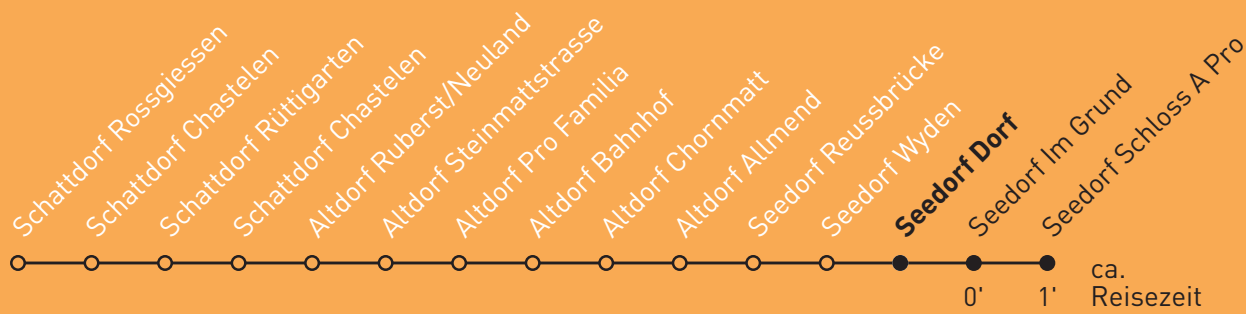 Schattdorf Rossgiessen
Schattdorf Chastelen
Schattdorf Rüttigarten
Schattdorf Chastelen
Altdorf Ruberst/Neuland
Altdorf Steinmattstrasse
Altdorf Pro Familia
Altdorf Bahnhof
Altdorf Chornmatt
Altdorf Allmend
Seedorf Reussbrücke
Seedorf Wyden
Seedorf Dorf
Seedorf Im Grund
Seedorf Schloss A Pro
ca.
0' 1' Reisezeit